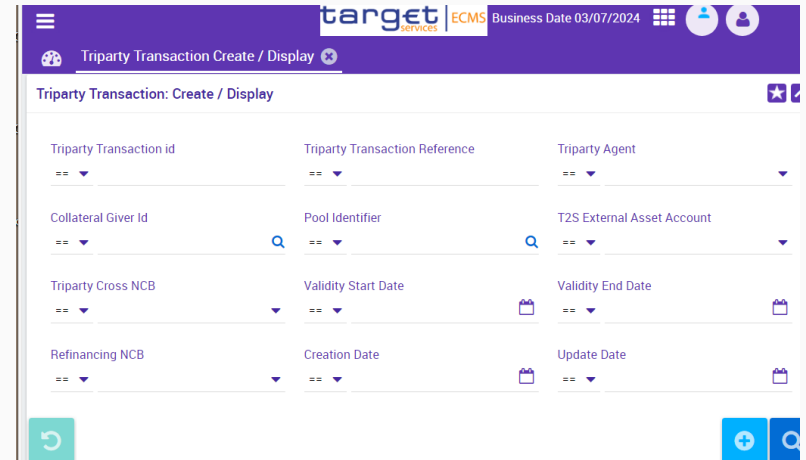 target services ECMS Business Date 03/07/2024
Triparty Transaction Create / Display
Triparty Transaction: Create / Display
Triparty Transaction id Triparty Transaction Reference Triparty Agent
== == ==
Collateral Giver Id Pool Identifier T2S External Asset Account
== == ==
Triparty Cross NCB Validity Start Date Validity End Date
== == ==
Refinancing NCB Creation Date Update Date
== == ==